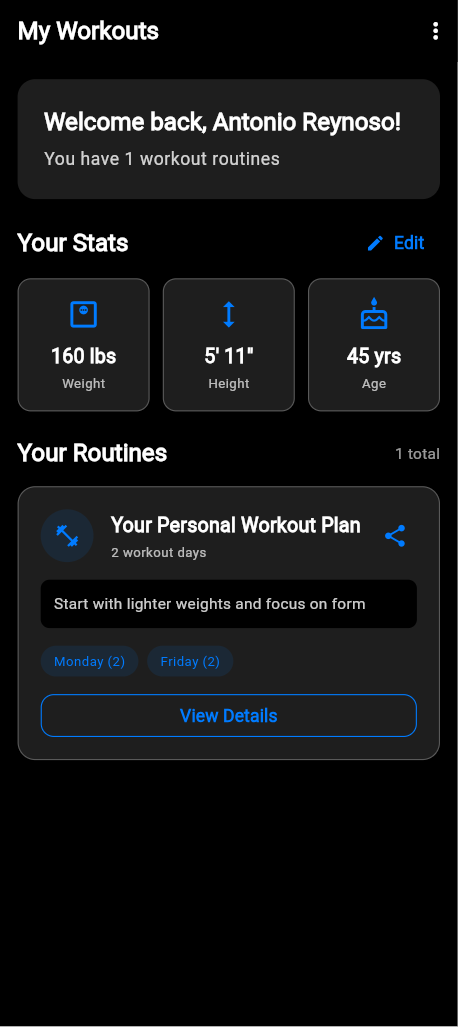 My Workouts
Welcome back, Antonio Reynoso!
You have 1 workout routines
Your Stats
Edit
160 lbs
5' 11"
45 yrs
Weight
Height
Age
Your Routines
1 total
Your Personal Workout Plan
2 workout days
Start with lighter weights and focus on form
Monday (2)
Friday (2)
View Details